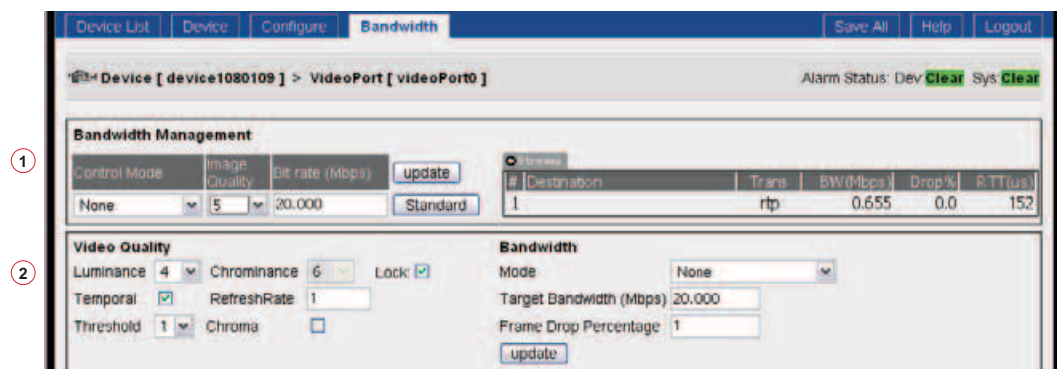 Device List Device Configure Bandwidth Save All Help Logout
Device [ device1080109 ] > VideoPort [ videoPort0 ] Alarm Status: Dev:Clear Sys:Clear
1
Bandwidth Management
Control Mode Image Quality Bit rate (Mbps) update
None 5 20.000 Standard
Streams
# Destination Trans BW(Mbps) Drop% RTT(us)
1 rtp 0.655 0.0 152
2
Video Quality
Luminance 4 Chrominance 6 Lock:
Temporal RefreshRate 1
Threshold 1 Chroma
Bandwidth
Mode None
Target Bandwidth (Mbps) 20.000
Frame Drop Percentage 1
update